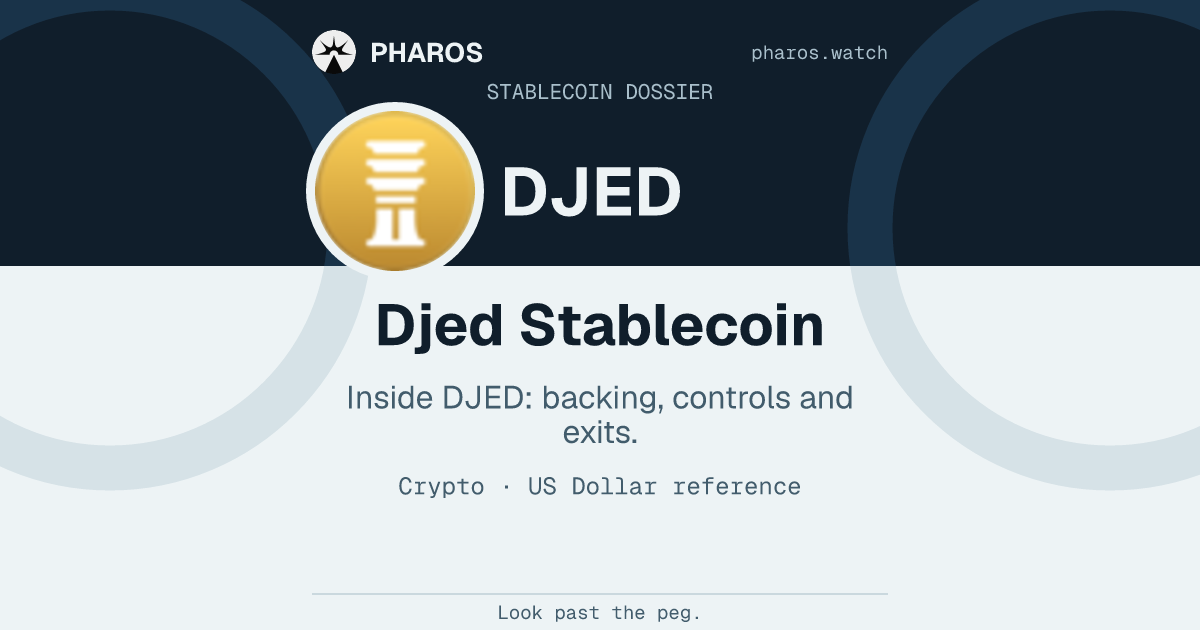 PHAROS
pharos.watch
STABLECOIN DOSSIER
DJED
Djed Stablecoin
Inside DJED: backing, controls and
exits.
Crypto · US Dollar reference
Look past the peg.